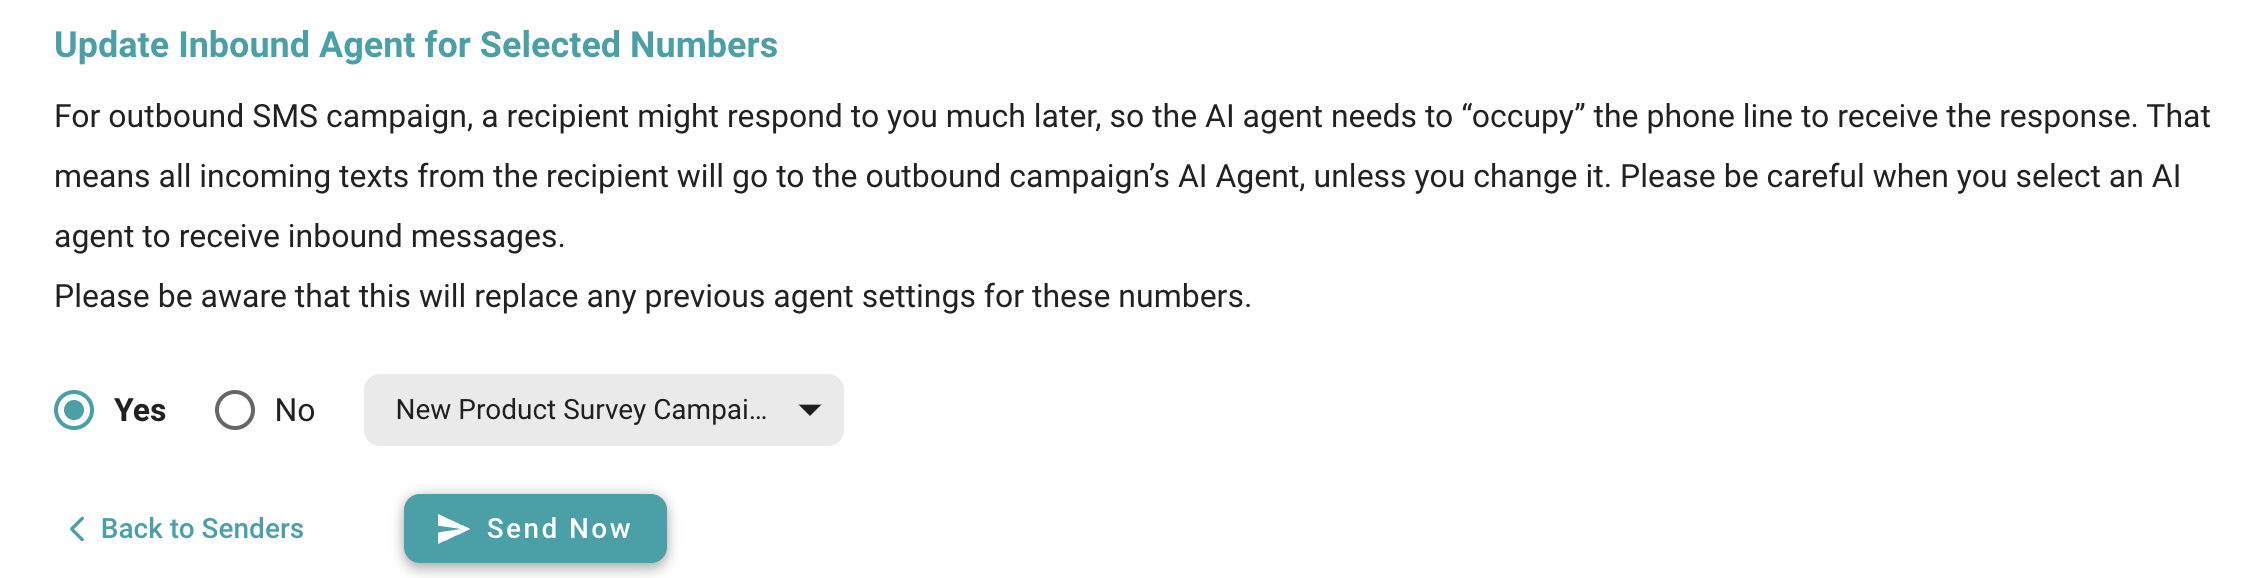 Update Inbound Agent for Selected Numbers
For outbound SMS campaign, a recipient might respond to you much later, so the AI agent needs to “occupy” the phone line to receive the response. That
means all incoming texts from the recipient will go to the outbound campaign’s AI Agent, unless you change it. Please be careful when you select an AI
agent to receive inbound messages.
Please be aware that this will replace any previous agent settings for these numbers.
Yes No New Product Survey Campai...
Back to Senders Send Now